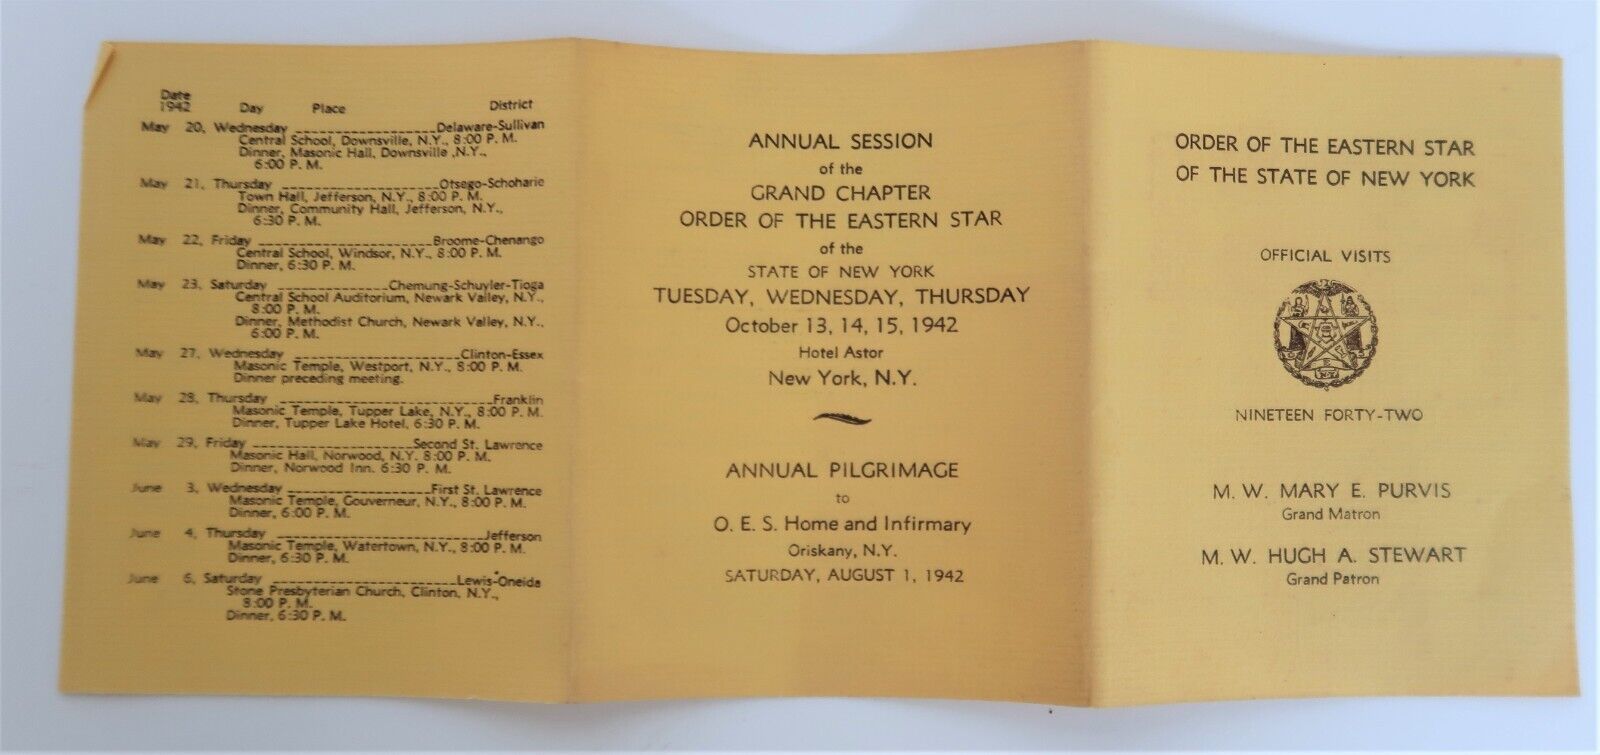 Date
1942 Day Place District
May 20, Wednesday ____________________Delaware-Sullivan
Central School, Downsville, N.Y., 8:00 P. M.
Dinner, Masonic Hall, Downsville ,N.Y.,
6:00 P. M.
May 21, Thursday ____________________Otsego-Schoharie
Town Hall, Jefferson, N.Y., 8:00 P. M.
Dinner, Community Hall, Jefferson, N.Y.,
6:30 P. M.
May 22, Friday ____________________Broome-Chenango
Central School, Windsor, N.Y., 8:00 P. M.
Dinner, 6:30 P. M.
May 23, Saturday ______________Chemung-Schuyler-Tioga
Central School Auditorium, Newark Valley, N.Y.,
8:00 P. M.
Dinner, Methodist Church, Newark Valley, N.Y.,
6:00 P. M.
May 27, Wednesday ____________________Clinton-Essex
Masonic Temple, Westport, N.Y., 8:00 P. M.
Dinner preceding meeting.
May 28, Thursday __________________________Franklin
Masonic Temple, Tupper Lake, N.Y., 8:00 P. M.
Dinner, Tupper Lake Hotel, 6:30 P. M.
May 29, Friday ____________________Second St. Lawrence
Masonic Hall, Norwood, N.Y. 8:00 P. M.
Dinner, Norwood Inn. 6:30 P. M.
June 3, Wednesday __________________First St. Lawrence
Masonic Temple, Gouverneur, N.Y., 8:00 P. M.
Dinner, 6:00 P. M.
June 4, Thursday __________________________Jefferson
Masonic Temple, Watertown, N.Y., 8:00 P. M.
Dinner, 6:30 P. M.
June 6, Saturday ______________________Lewis-Oneida
Stone Presbyterian Church, Clinton, N.Y.,
8:00 P. M.
Dinner, 6:30 P. M.
ANNUAL SESSION
of the
GRAND CHAPTER
ORDER OF THE EASTERN STAR
of the
STATE OF NEW YORK
TUESDAY, WEDNESDAY, THURSDAY
October 13, 14, 15, 1942
Hotel Astor
New York, N.Y.
ANNUAL PILGRIMAGE
to
O. E. S. Home and Infirmary
Oriskany, N.Y.
SATURDAY, AUGUST 1, 1942
ORDER OF THE EASTERN STAR
OF THE STATE OF NEW YORK
OFFICIAL VISITS
N.Y.
NINETEEN FORTY-TWO
M. W. MARY E. PURVIS
Grand Matron
M. W. HUGH A. STEWART
Grand Patron